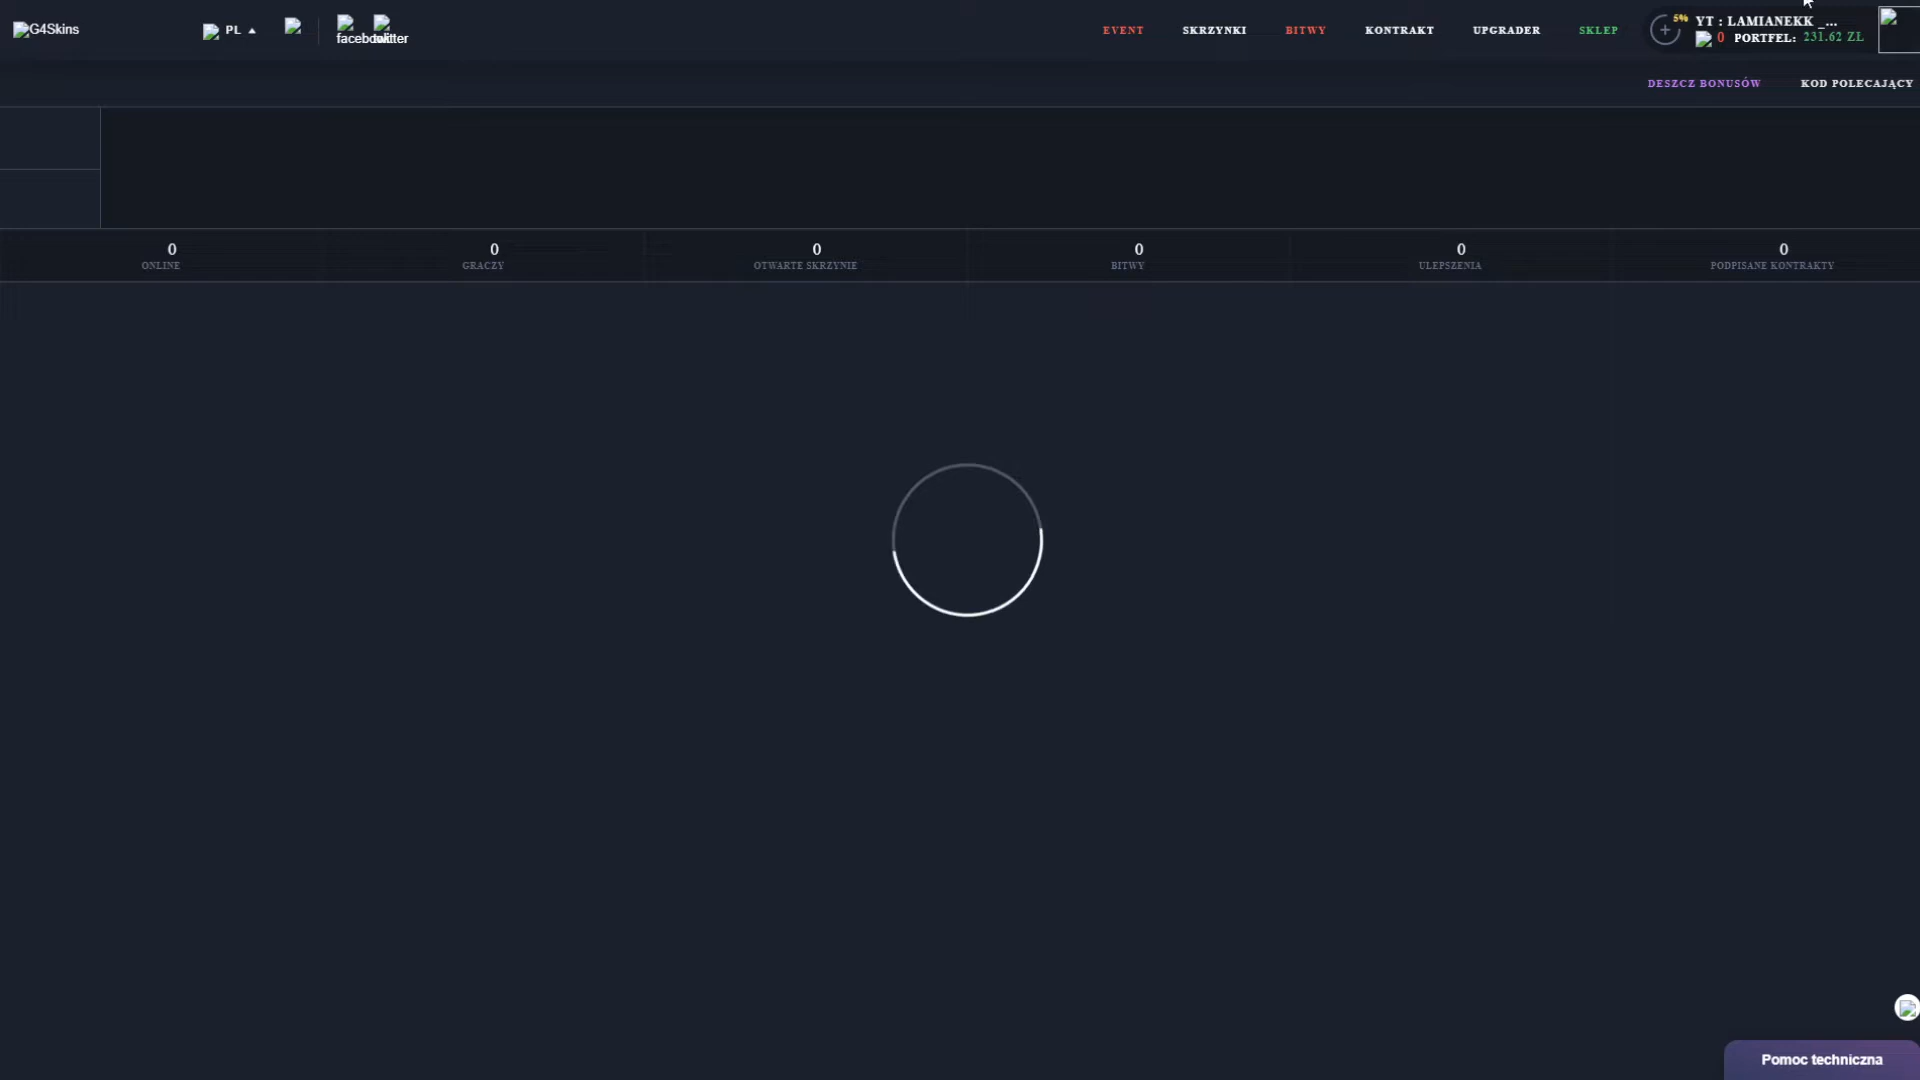 G4Skins
PL
facebook
twitter
EVENT
SKRZYNKI
BITWY
KONTRAKT
UPGRADER
SKLEP
5%
YT : LAMIANEKK _...
0 PORTFEL: 231.62 ZŁ
DESZCZ BONUSÓW
KOD POLECAJĄCY
0
ONLINE
0
GRACZY
0
OTWARTE SKRZYNIE
0
BITWY
0
ULEPSZENIA
0
PODPISANE KONTRAKTY
Pomoc techniczna